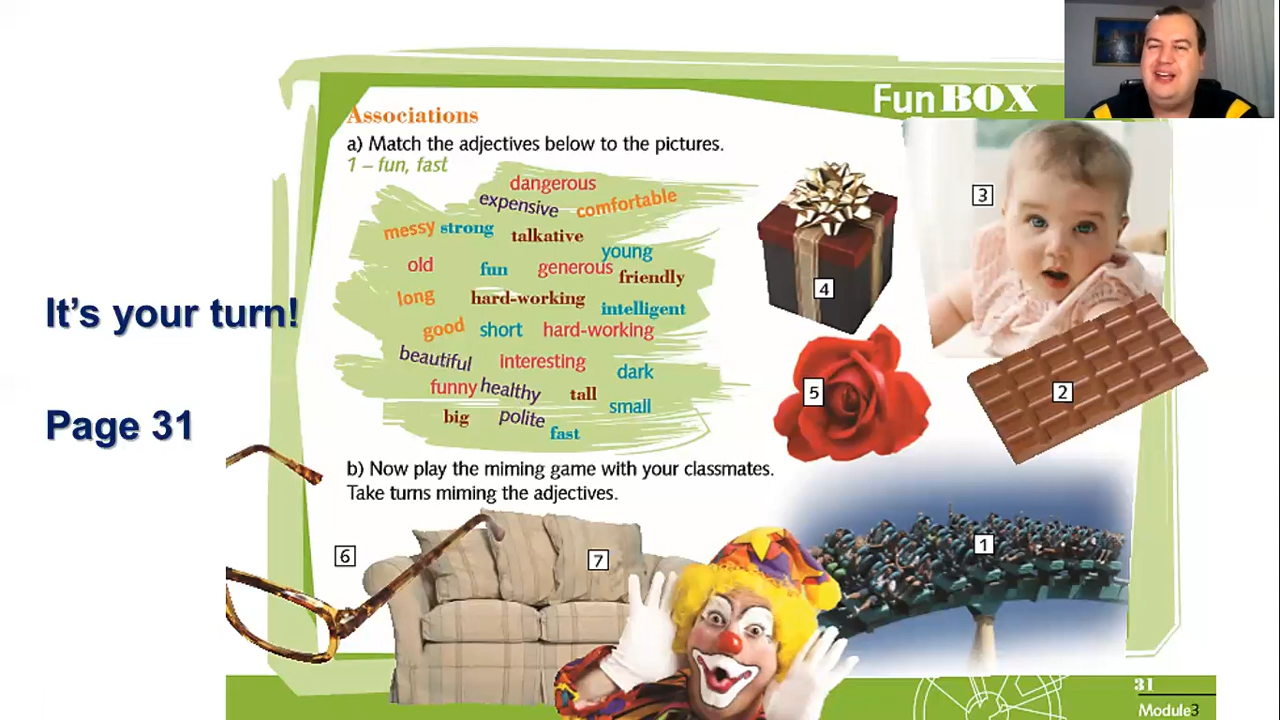 Fun BOX
Associations
a) Match the adjectives below to the pictures.
1 – fun, fast
dangerous
expensive comfortable
messy strong talkative
young
old fun generous friendly
long hard-working intelligent
good short hard-working
beautiful interesting dark
funny healthy tall small
big polite fast
It's your turn!
Page 31
b) Now play the miming game with your classmates.
Take turns miming the adjectives.
3
4
5
2
6
7
1
31
Module3